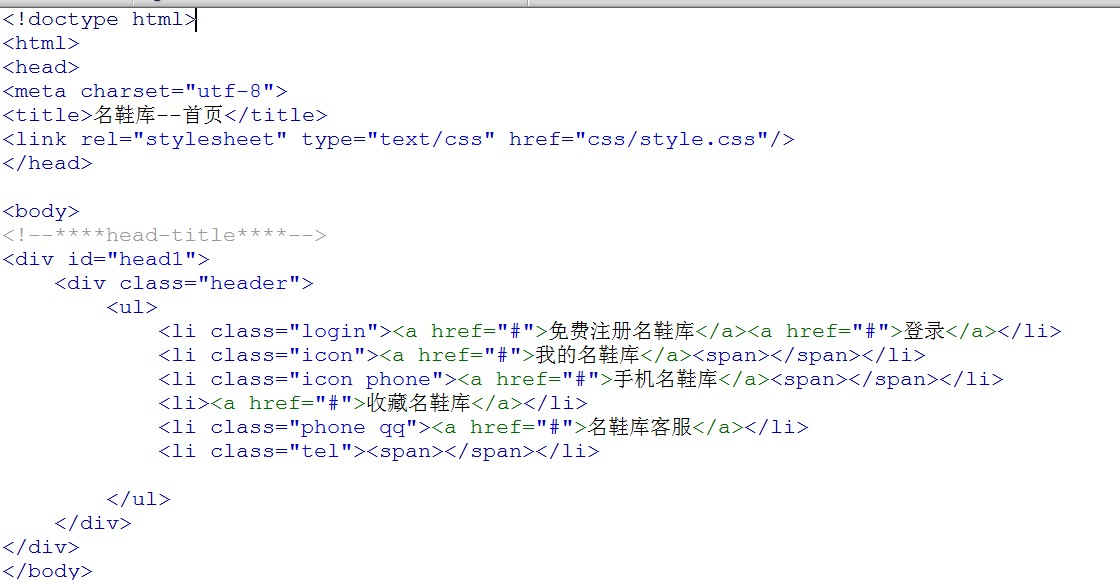 <!doctype html>
<html>
<head>
<meta charset="utf-8">
<title>名鞋库--首页</title>
<link rel="stylesheet" type="text/css" href="css/style.css"/>
</head>
<body>
<!--****head-title****-->
<div id="head1">
<div class="header">
<ul>
<li class="login"><a href="#">免费注册名鞋库</a><a href="#">登录</a></li>
<li class="icon"><a href="#">我的名鞋库</a><span></span></li>
<li class="icon phone"><a href="#">手机名鞋库</a><span></span></li>
<li><a href="#">收藏名鞋库</a></li>
<li class="phone qq"><a href="#">名鞋库客服</a></li>
<li class="tel"><span></span></li>
</ul>
</div>
</div>
</body>